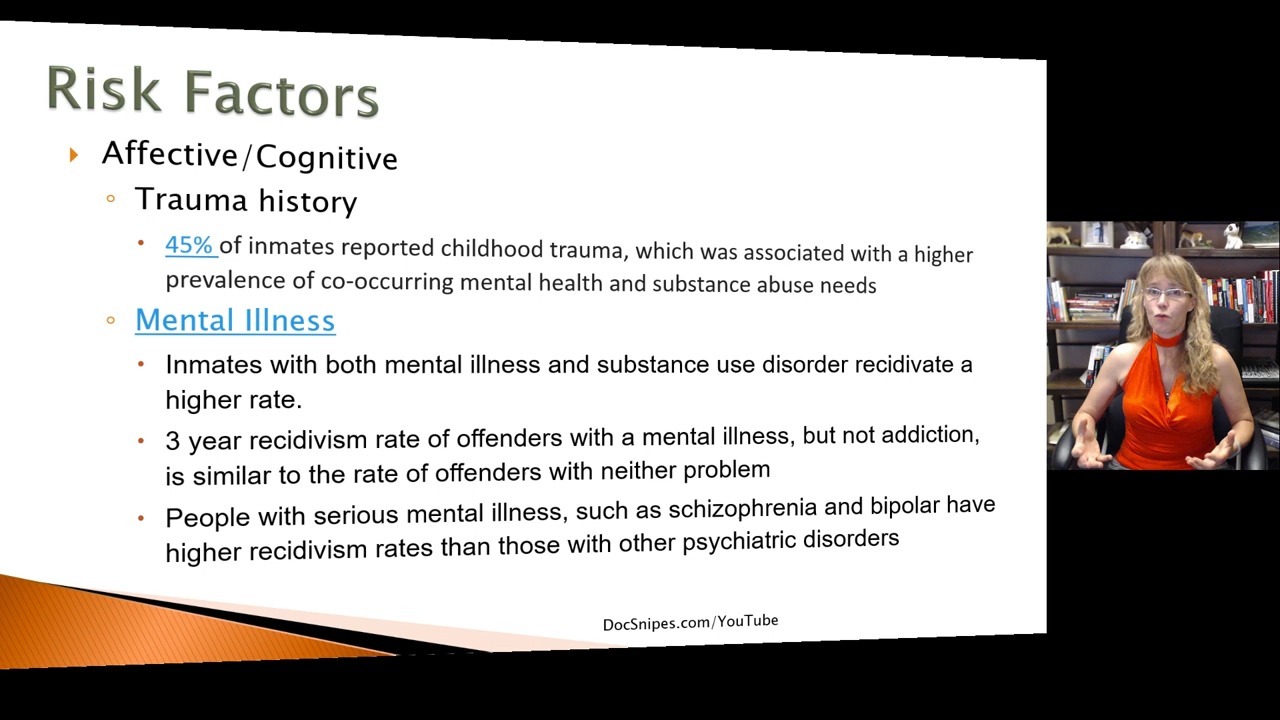 Risk Factors
Affective/Cognitive
Trauma history
45% of inmates reported childhood trauma, which was associated with a higher
prevalence of co-occurring mental health and substance abuse needs
Mental Illness
Inmates with both mental illness and substance use disorder recidivate a
higher rate.
3 year recidivism rate of offenders with a mental illness, but not addiction,
is similar to the rate of offenders with neither problem
People with serious mental illness, such as schizophrenia and bipolar have
higher recidivism rates than those with other psychiatric disorders
DocSnipes.com/YouTube